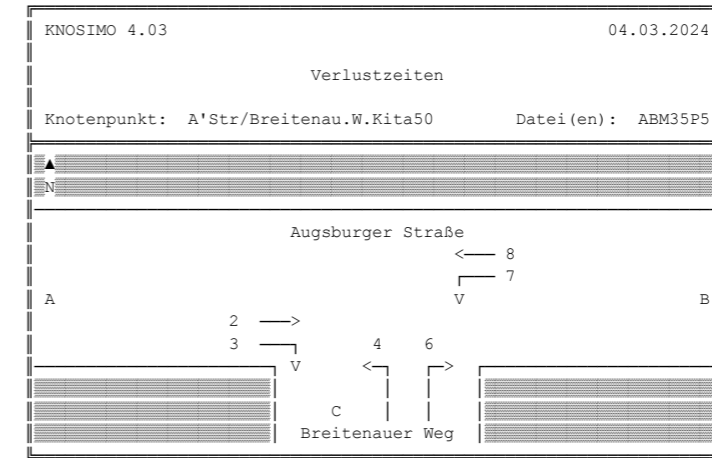 KNOSIMO 4.03 04.03.2024
Verlustzeiten
Knotenpunkt: A'Str/Breitenau.W.Kita50 Datei(en): ABM35P5
N
Augsburger Straße
8
7
A V B
2
3 4 6
V
C
Breitenauer Weg